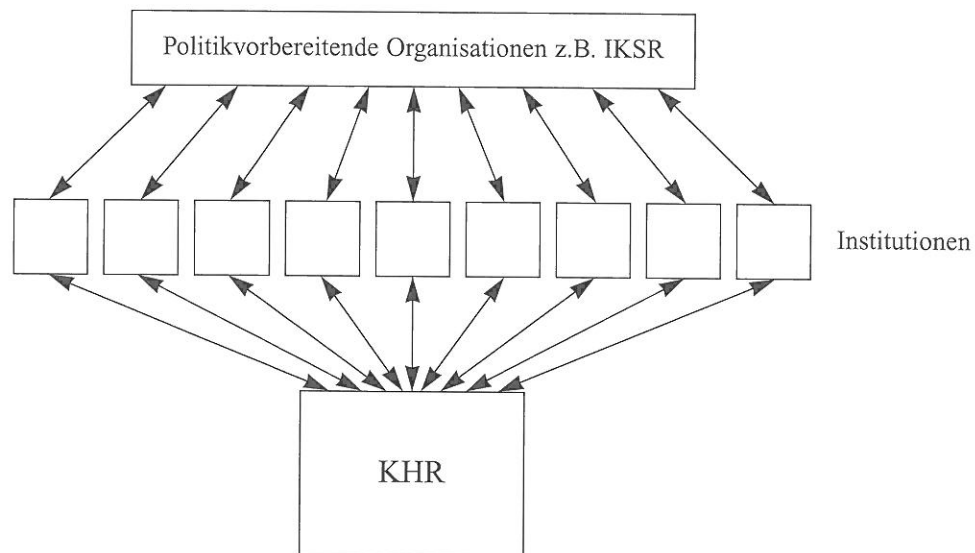 Politikvorbereitende Organisationen z.B. IKSR
Institutionen
KHR